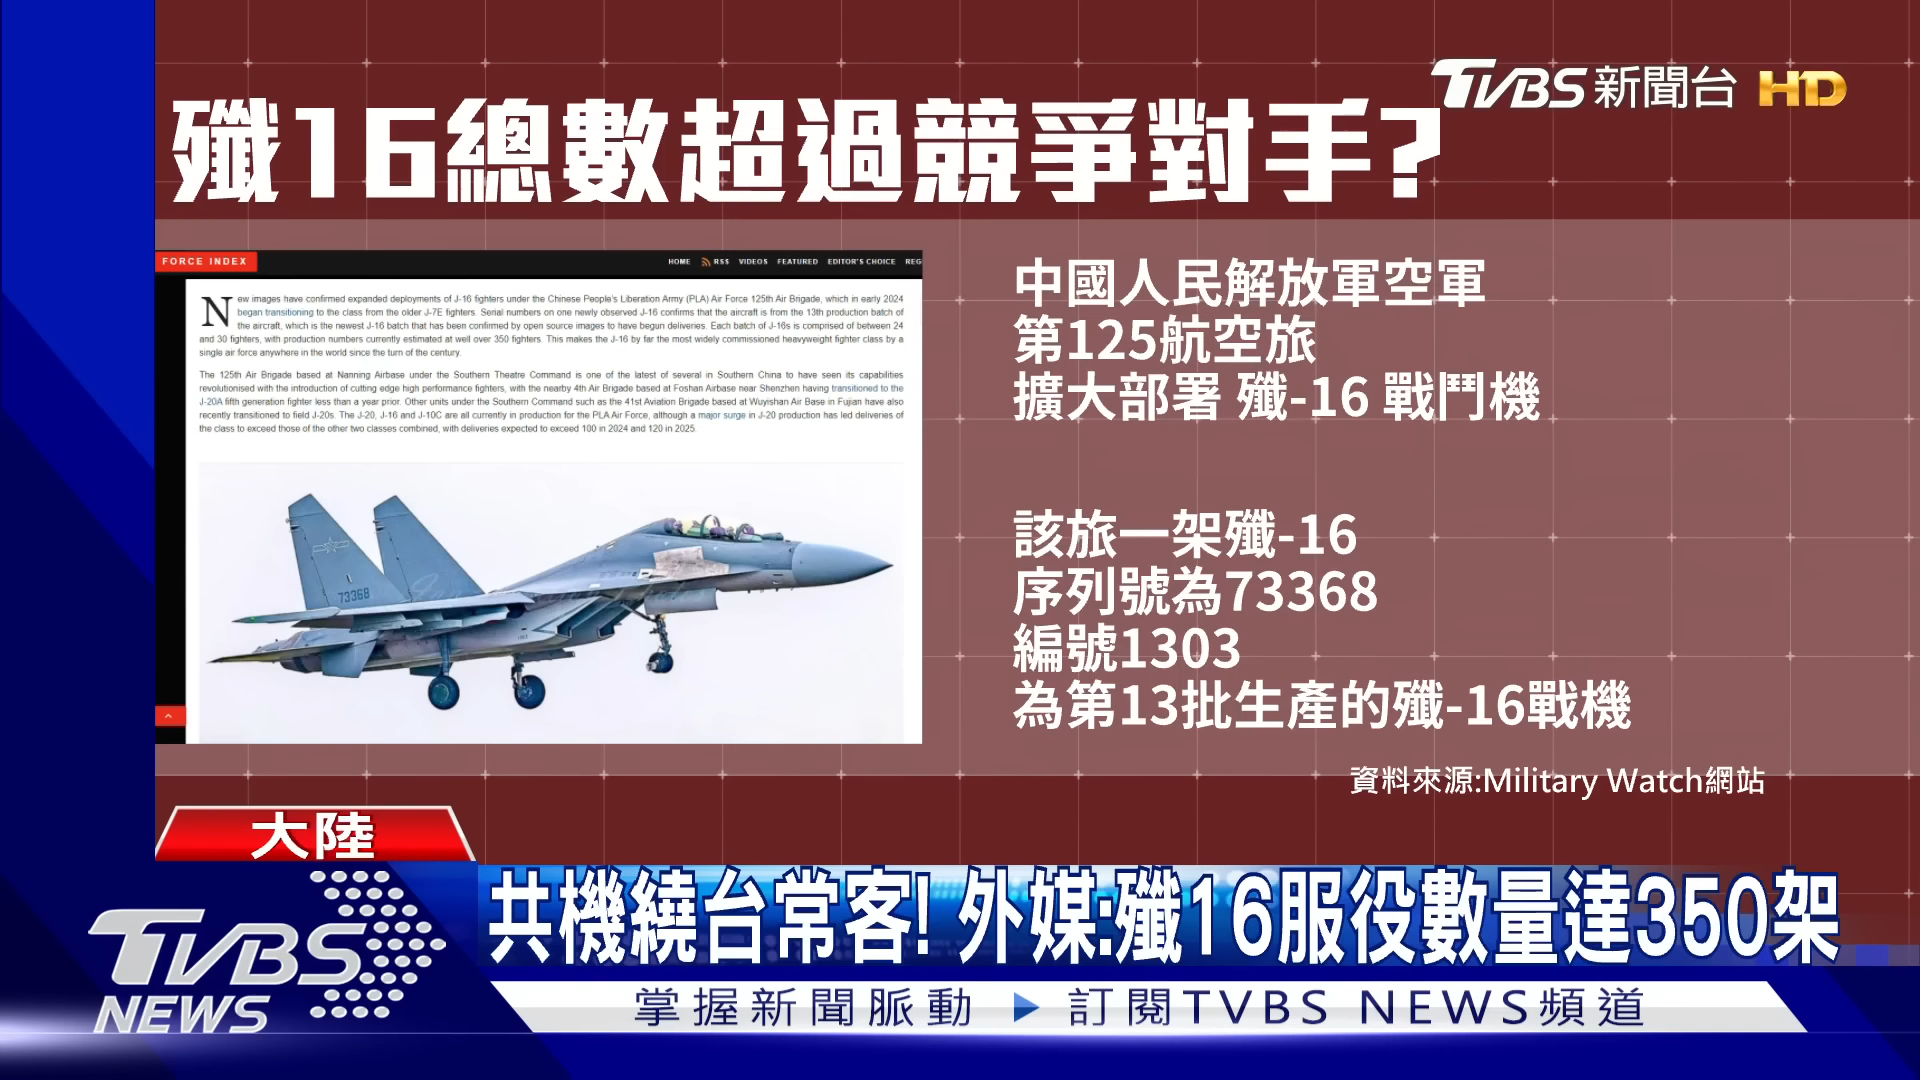 TVBS新聞台 HD
殲16總數超過競爭對手?
FORCE INDEX
HOME RSS VIDEOS FEATURED EDITOR'S CHOICE REG
New images have confirmed expanded deployments of J-16 fighters under the Chinese People's Liberation Army (PLA) Air Force 125th Air Brigade, which in early 2024
began transitioning to the class from the older J-7E fighters. Serial numbers on one newly observed J-16 confirms that the aircraft is from the 13th production batch of
the aircraft, which is the newest J-16 batch that has been confirmed by open source images to have begun deliveries. Each batch of J-16s is comprised of between 24
and 30 fighters, with production numbers currently estimated at well over 350 fighters. This makes the J-16 by far the most widely commissioned heavyweight fighter class by a
single air force anywhere in the world since the turn of the century.
The 125th Air Brigade based at Nanning Airbase under the Southern Theatre Command is one of the latest of several in Southern China to have seen its capabilities
revolutionised with the introduction of cutting edge high performance fighters, with the nearby 4th Air Brigade based at Foshan Airbase near Shenzhen having transitioned to the
J-20A fifth generation fighter less than a year prior. Other units under the Southern Command such as the 41st Aviation Brigade based at Wuyishan Air Base in Fujian have also
recently transitioned to field J-20s. The J-20, J-16 and J-10C are all currently in production for the PLA Air Force, although a major surge in J-20 production has led deliveries of
the class to exceed those of the other two classes combined, with deliveries expected to exceed 100 in 2024 and 120 in 2025.
73368
中國人民解放軍空軍
第125航空旅
擴大部署 殲-16 戰鬥機
該旅一架殲-16
序列號為73368
編號1303
為第13批生產的殲-16戰機
資料來源:Military Watch網站
大陸
共機繞台常客! 外媒:殲16服役數量達350架
TVBS
NEWS
掌握新聞脈動 ▶ 訂閱TVBS NEWS頻道